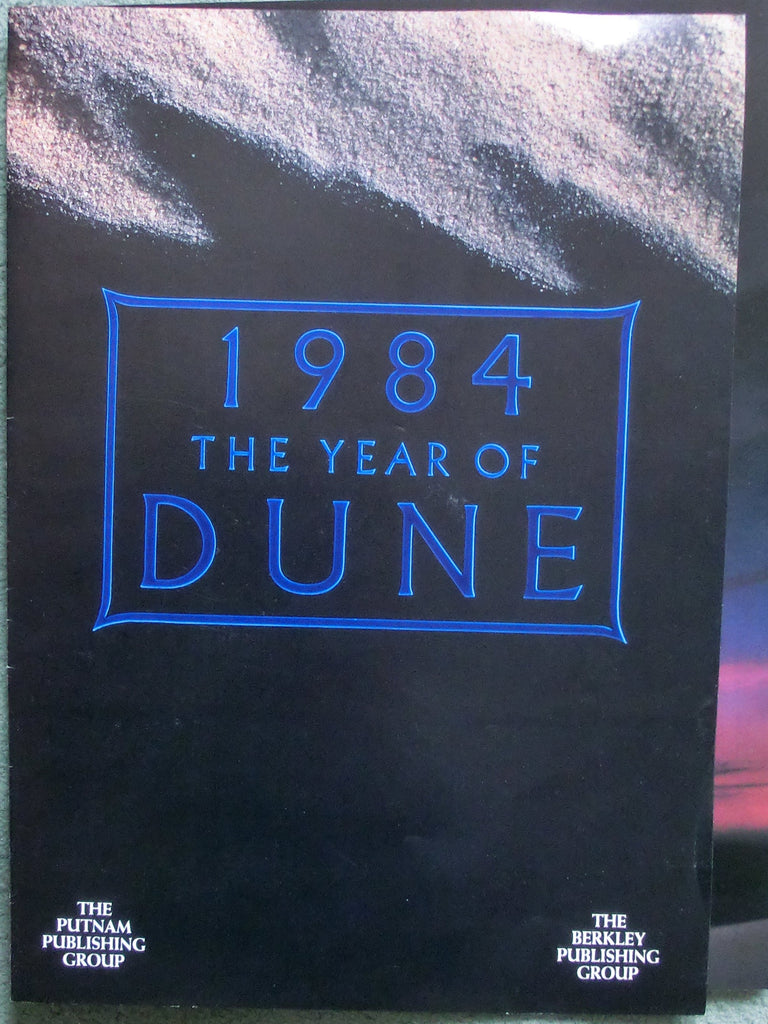 1984
THE YEAR OF
DUNE
THE
PUTNAM
PUBLISHING
GROUP
THE
BERKLEY
PUBLISHING
GROUP